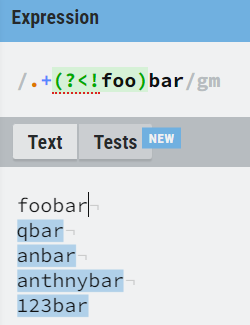 Expression
/.+(?<!foo)bar/gm
Text Tests NEW
foobar¬
qbar¬
anbar¬
anthnybar¬
123bar